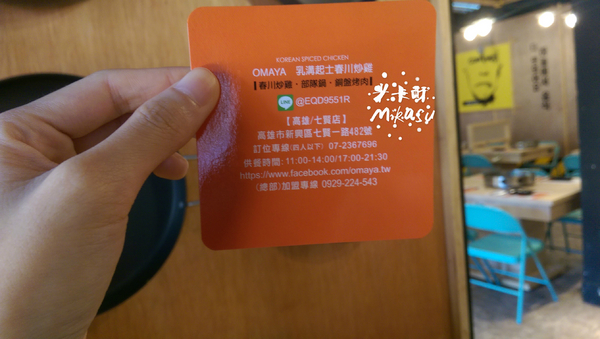 KOREAN SPICED CHICKEN
OMAYA 乳滿起士春川炒雞
【春川炒雞・部隊鍋・銅盤烤肉】
LINE @EQD9551R
【高雄/七賢店】
高雄市新興區七賢一路482號
訂位專線(四人以下) 07-2367696
供餐時間: 11:00-14:00/17:00-21:30
https://www.facebook.com/omaya.tw
(總部)加盟專線 0929-224-543
米卡啾
Mikasu